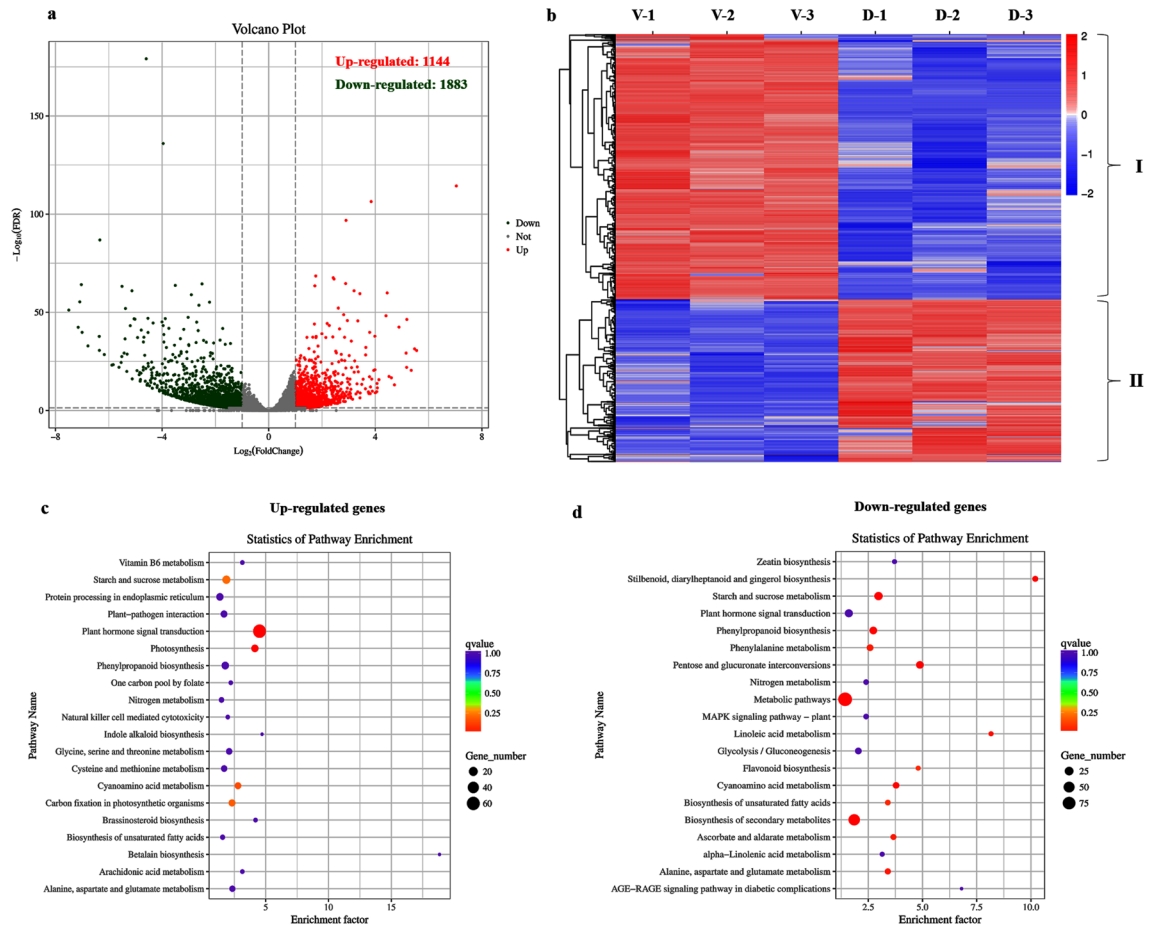 a
Volcano Plot
Up-regulated: 1144
Down-regulated: 1883
150
100
50
0
−Log₁₀(FDR)
-8
-4
0
4
8
Log₂(FoldChange)
Down
Not
Up
b
V-1 V-2 V-3 D-1 D-2 D-3
2
1
0
-1
-2
I
II
c
Up-regulated genes
Statistics of Pathway Enrichment
Pathway Name
Vitamin B6 metabolism
Starch and sucrose metabolism
Protein processing in endoplasmic reticulum
Plant−pathogen interaction
Plant hormone signal transduction
Photosynthesis
Phenylpropanoid biosynthesis
One carbon pool by folate
Nitrogen metabolism
Natural killer cell mediated cytotoxicity
Indole alkaloid biosynthesis
Glycine, serine and threonine metabolism
Cysteine and methionine metabolism
Cyanoamino acid metabolism
Carbon fixation in photosynthetic organisms
Brassinosteroid biosynthesis
Biosynthesis of unsaturated fatty acids
Betalain biosynthesis
Arachidonic acid metabolism
Alanine, aspartate and glutamate metabolism
5 10 15
Enrichment factor
qvalue
1.00
0.75
0.50
0.25
Gene_number
20
40
60
d
Down-regulated genes
Statistics of Pathway Enrichment
Pathway Name
Zeatin biosynthesis
Stilbenoid, diarylheptanoid and gingerol biosynthesis
Starch and sucrose metabolism
Plant hormone signal transduction
Phenylpropanoid biosynthesis
Phenylalanine metabolism
Pentose and glucuronate interconversions
Nitrogen metabolism
Metabolic pathways
MAPK signaling pathway − plant
Linoleic acid metabolism
Glycolysis / Gluconeogenesis
Flavonoid biosynthesis
Cyanoamino acid metabolism
Biosynthesis of unsaturated fatty acids
Biosynthesis of secondary metabolites
Ascorbate and aldarate metabolism
alpha−Linolenic acid metabolism
Alanine, aspartate and glutamate metabolism
AGE−RAGE signaling pathway in diabetic complications
2.5 5.0 7.5 10.0
Enrichment factor
qvalue
1.00
0.75
0.50
0.25
Gene_number
25
50
75